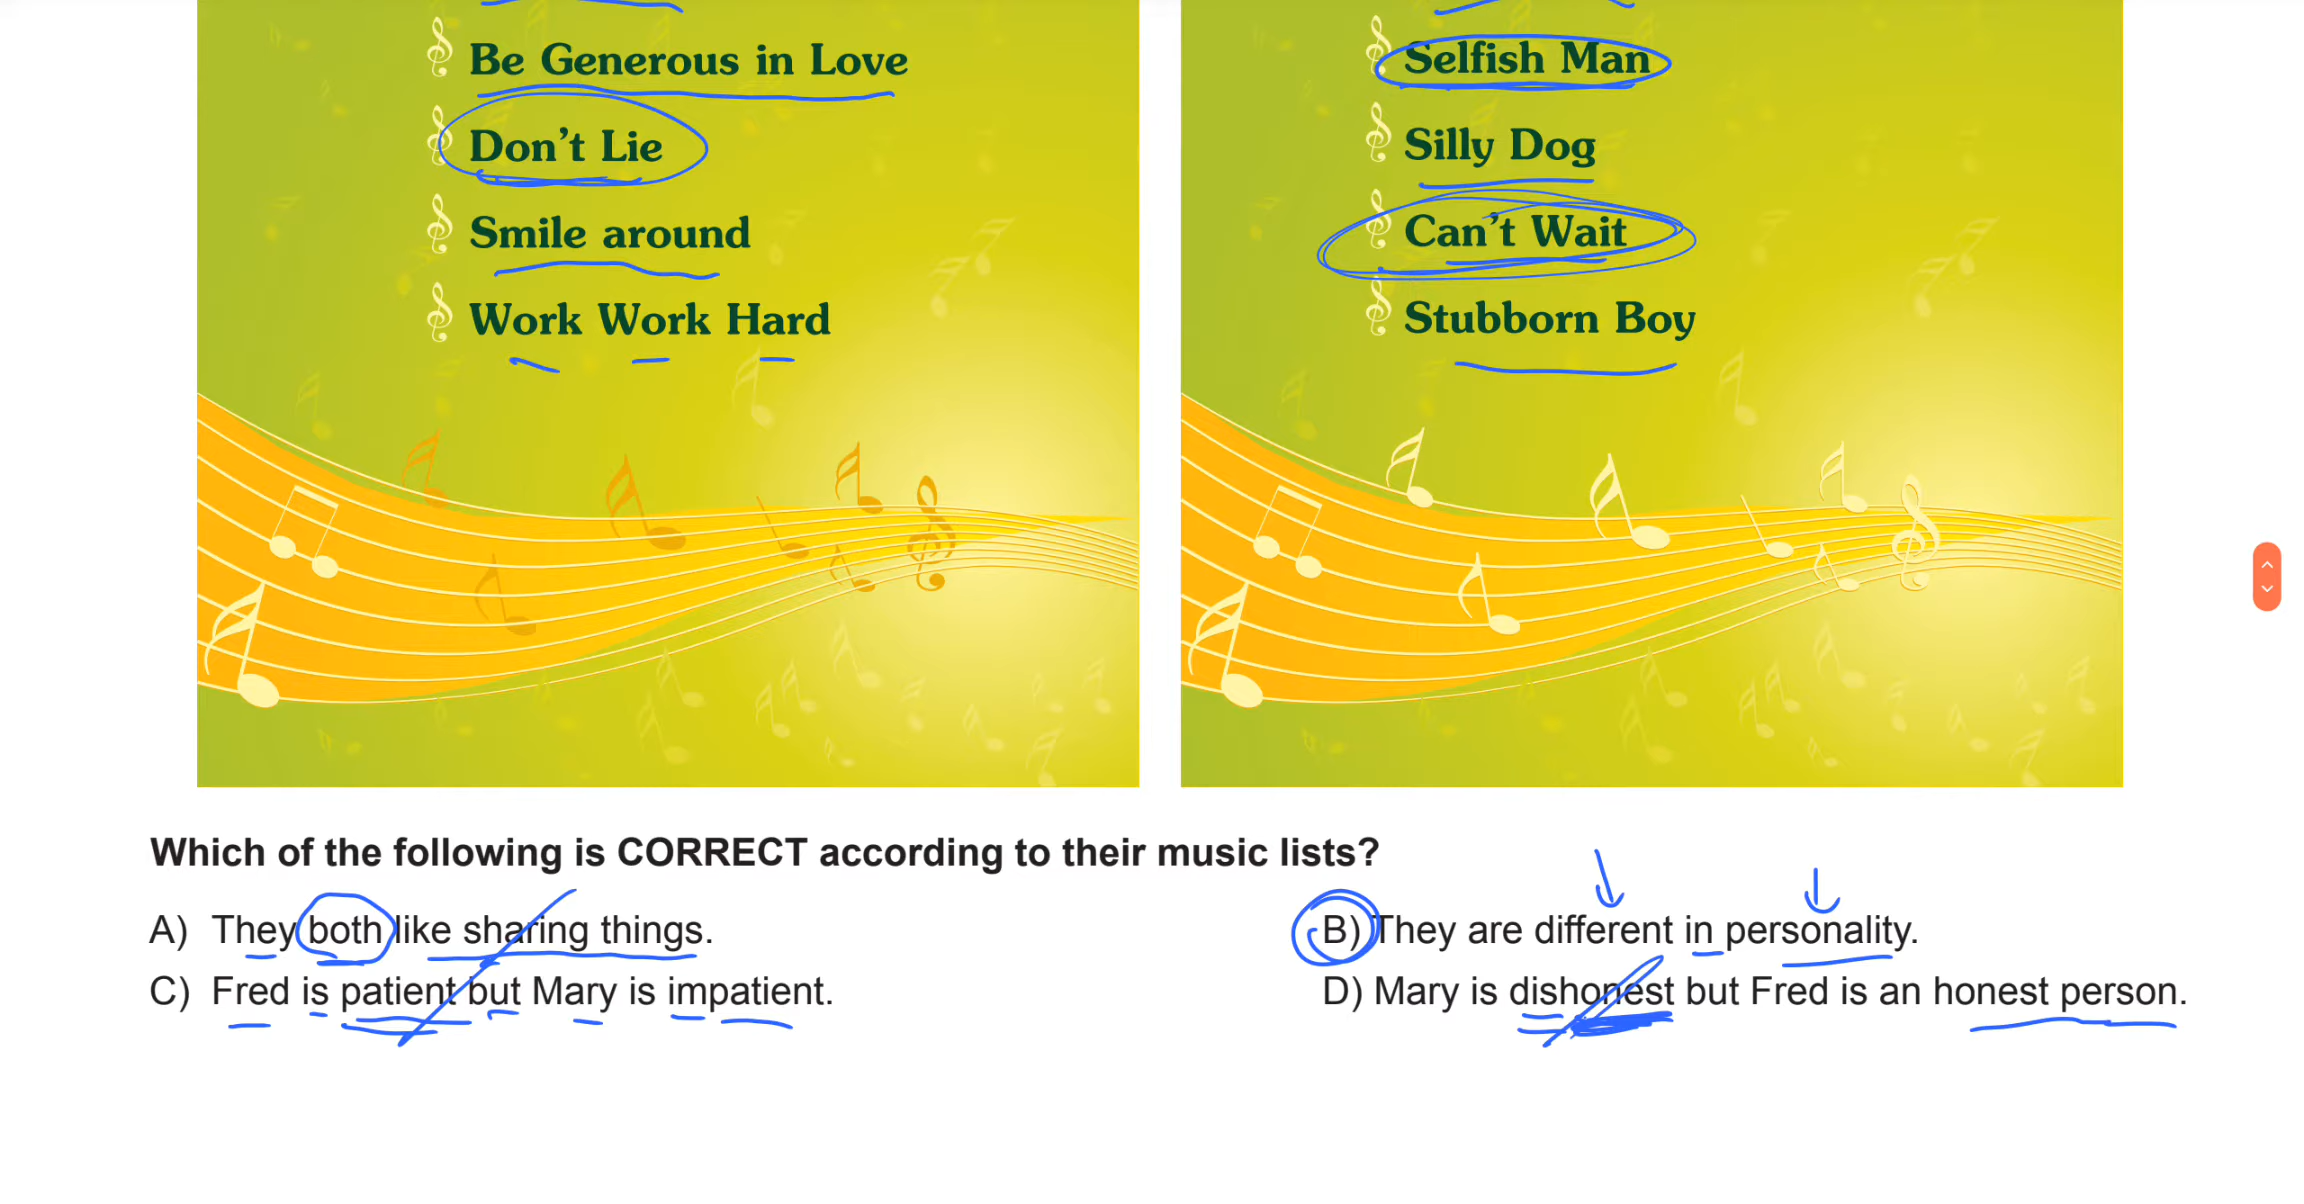 Be Generous in Love
Don't Lie
Smile around
Work Work Hard
Selfish Man
Silly Dog
Can't Wait
Stubborn Boy
Which of the following is CORRECT according to their music lists?
A) They both like sharing things.
B) They are different in personality.
C) Fred is patient but Mary is impatient.
D) Mary is dishonest but Fred is an honest person.